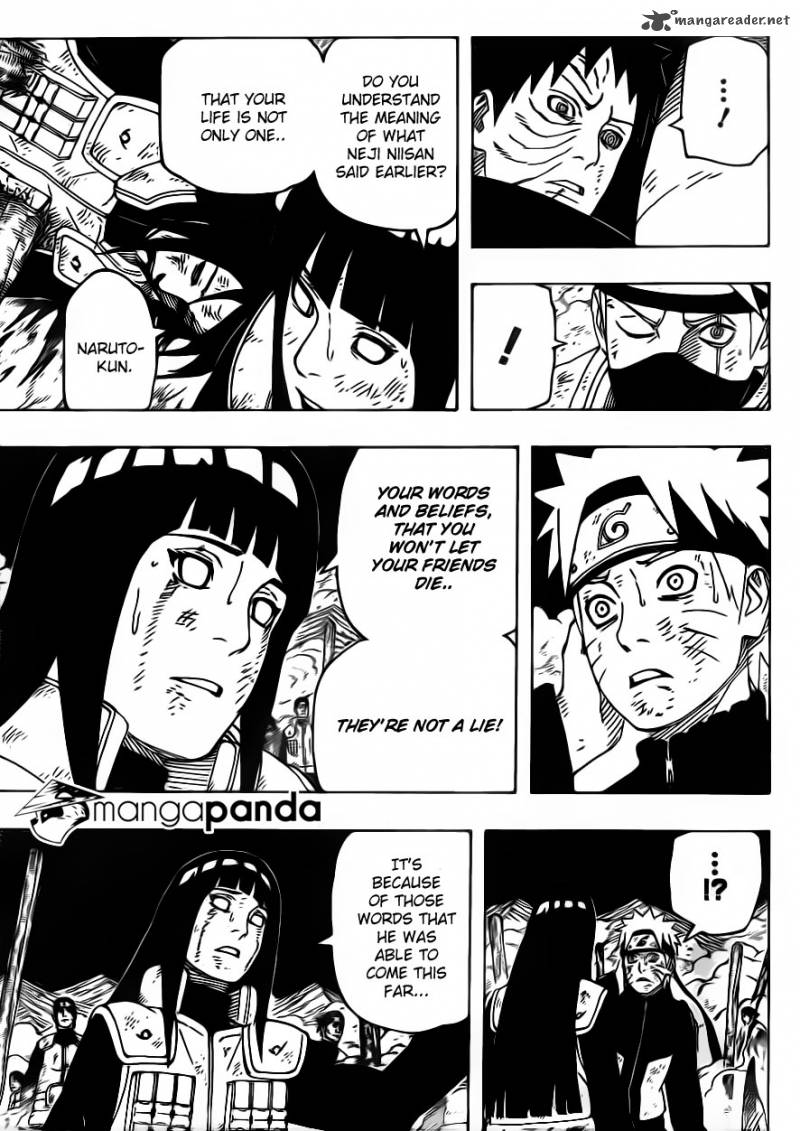 mangareader.net
...!
DO YOU
UNDERSTAND
THE MEANING
OF WHAT
NEJI NIISAN
SAID EARLIER?
THAT YOUR
LIFE IS NOT
ONLY ONE..
NARUTO-
KUN.
!
YOUR WORDS
AND BELIEFS,
THAT YOU
WON'T LET
YOUR FRIENDS
DIE..
THEY'RE NOT A LIE!
mangapanda
...!?
IT'S
BECAUSE
OF THOSE
WORDS THAT
HE WAS
ABLE TO
COME THIS
FAR...